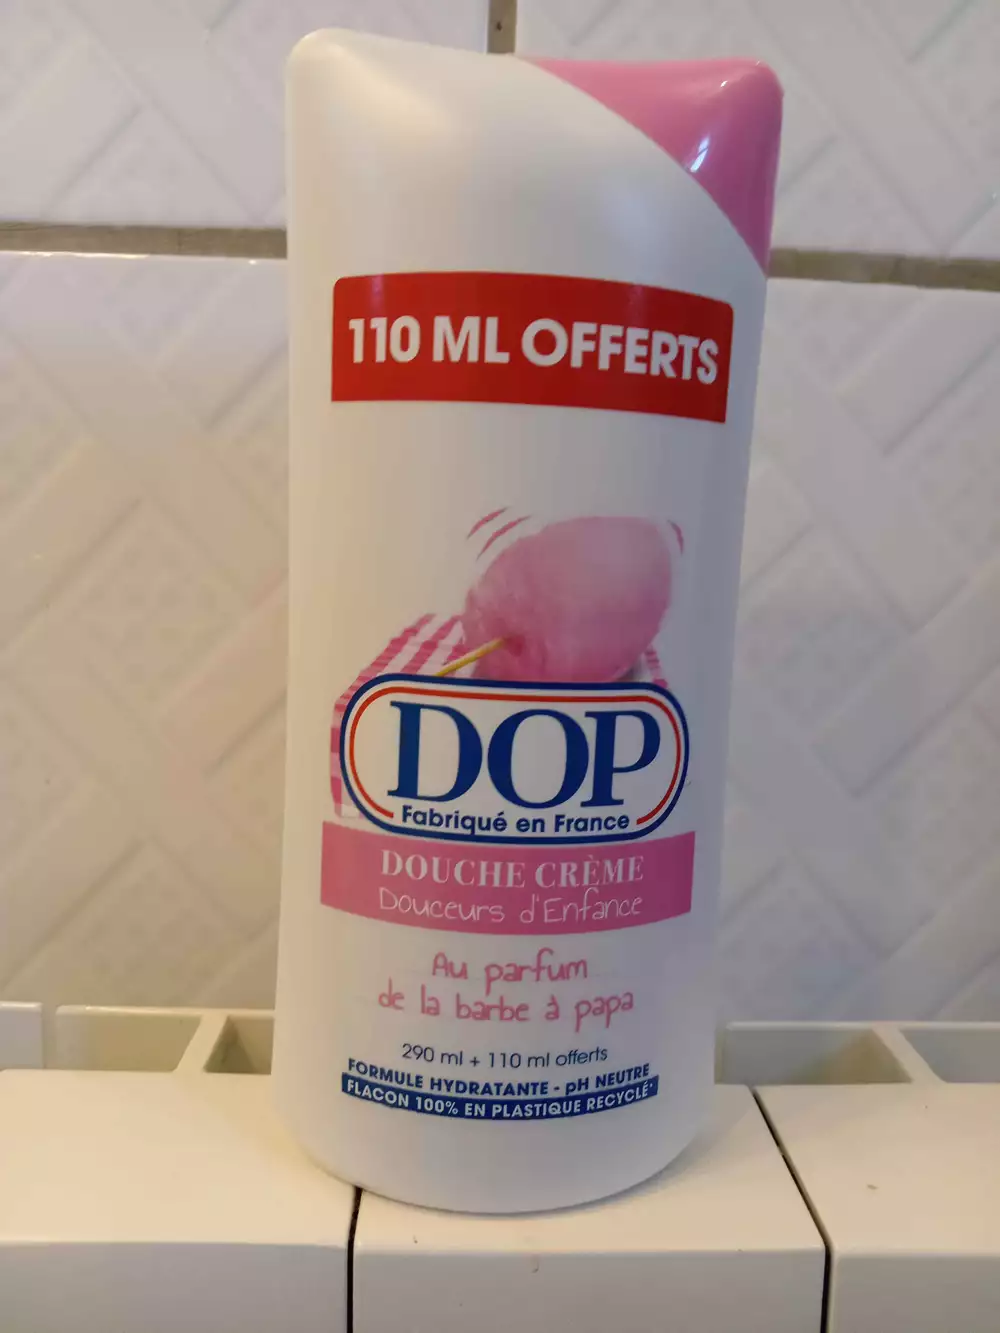 110 ML OFFERTS
DOP
Fabriqué en France
DOUCHE CRÈME
Douceurs d'Enfance
Au parfum
de la barbe à papa
290 ml + 110 ml offerts
FORMULE HYDRATANTE - pH NEUTRE
FLACON 100% EN PLASTIQUE RECYCLÉ*